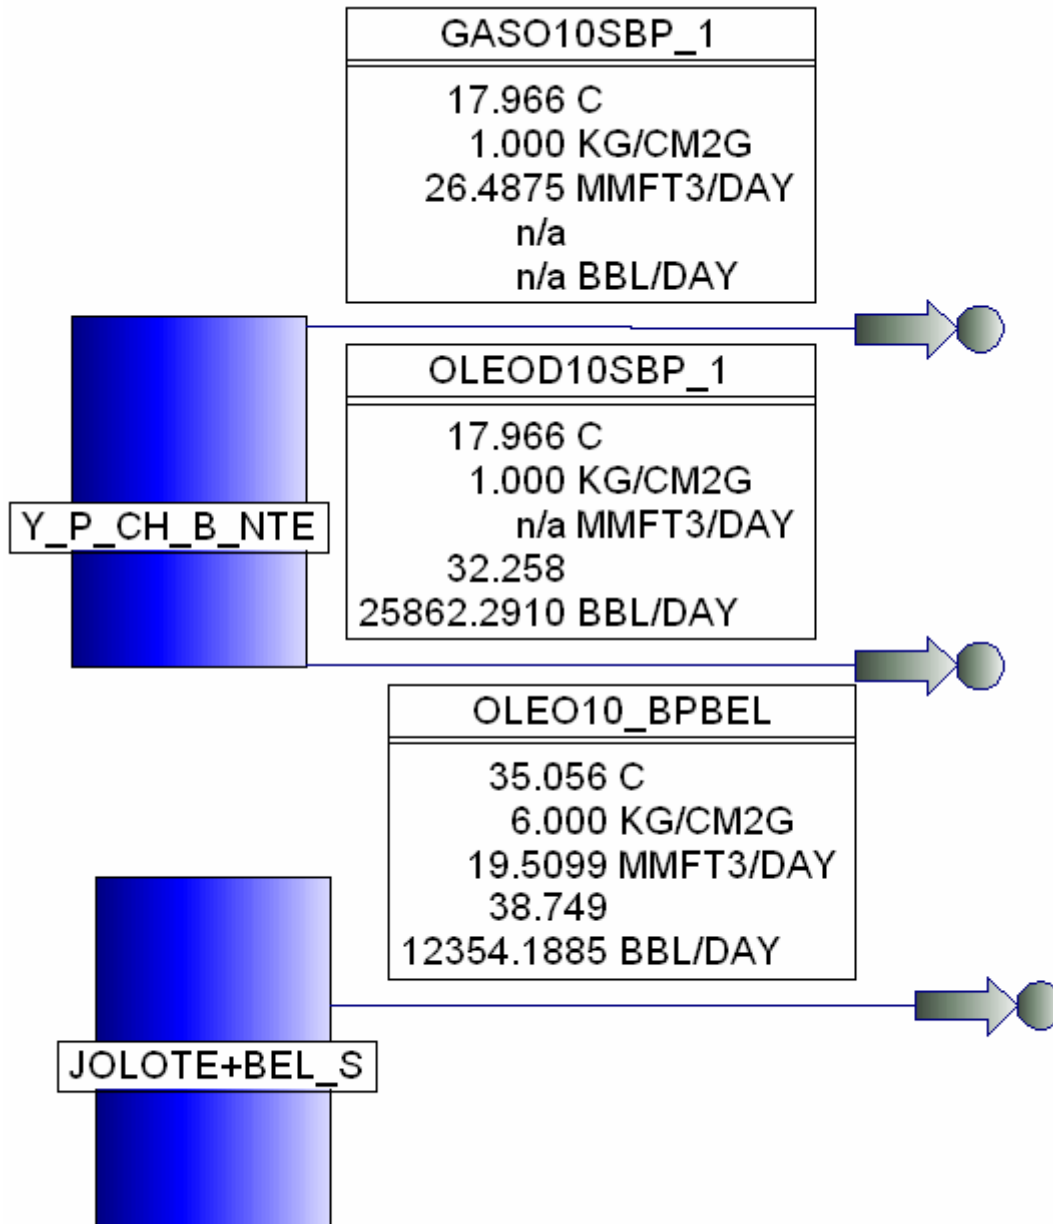 GASO10SBP_1
17.966 C
1.000 KG/CM2G
26.4875 MMFT3/DAY
n/a
n/a BBL/DAY
OLEOD10SBP_1
17.966 C
1.000 KG/CM2G
n/a MMFT3/DAY
32.258
25862.2910 BBL/DAY
Y_P_CH_B_NTE
OLEO10_BPBEL
35.056 C
6.000 KG/CM2G
19.5099 MMFT3/DAY
38.749
12354.1885 BBL/DAY
JOLOTE+BEL_S